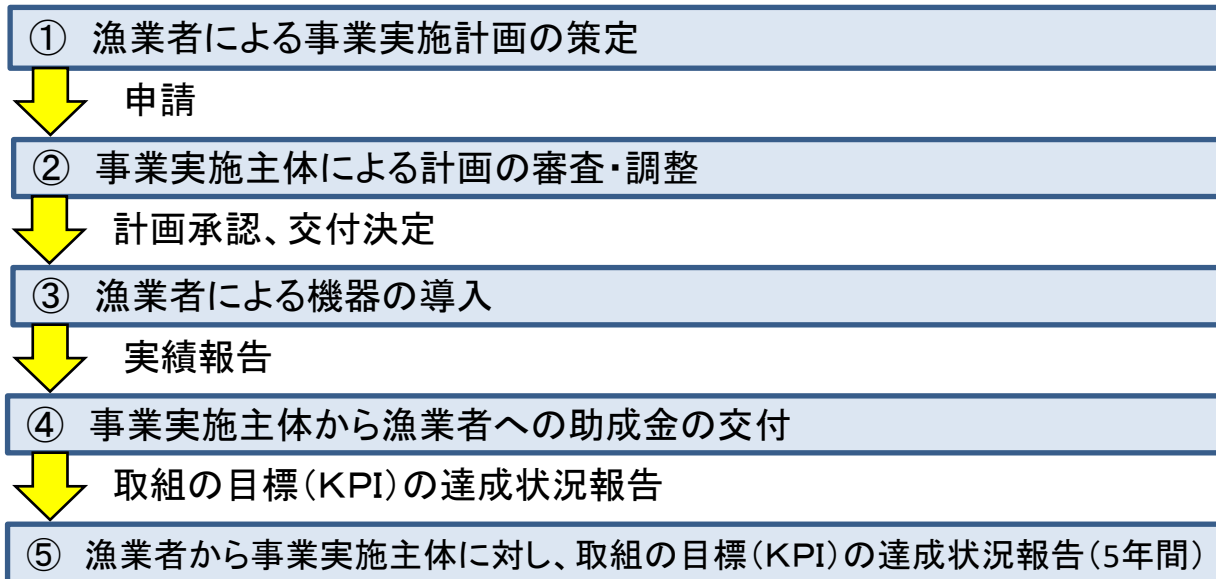 ① 漁業者による事業実施計画の策定
申請
② 事業実施主体による計画の審査・調整
計画承認、交付決定
③ 漁業者による機器の導入
実績報告
④ 事業実施主体から漁業者への助成金の交付
取組の目標(KPI)の達成状況報告
⑤ 漁業者から事業実施主体に対し、取組の目標(KPI)の達成状況報告(5年間)